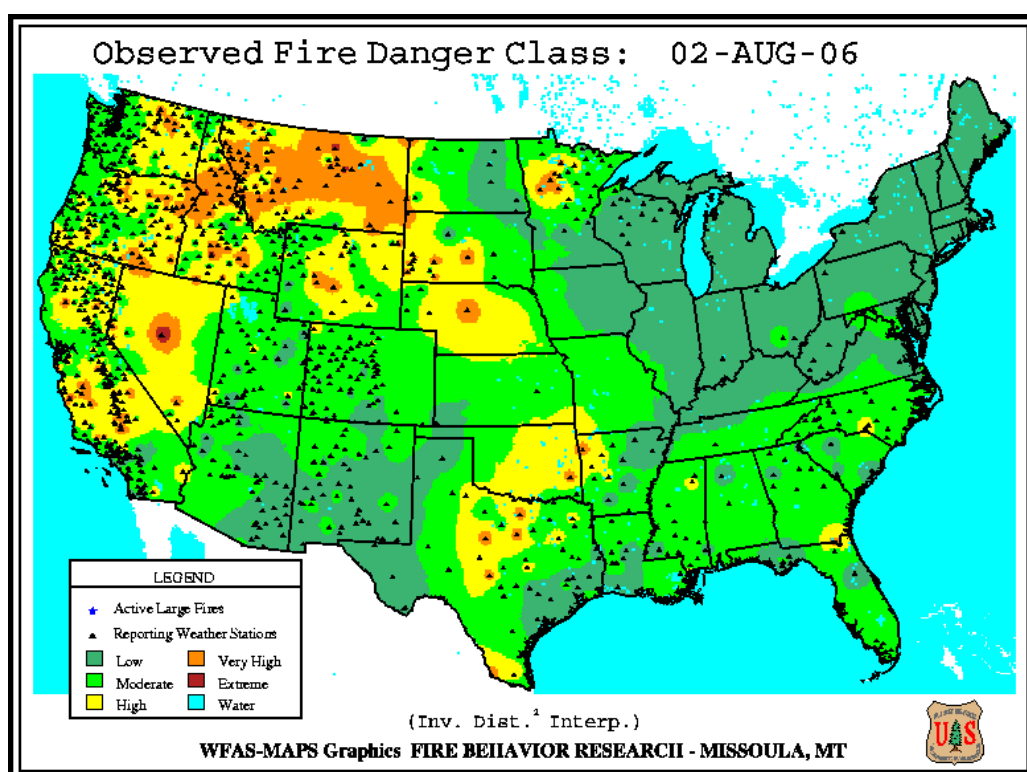 Observed Fire Danger Class: 02-AUG-06
LEGEND
Active Large Fires
Reporting Weather Stations
Low Very High
Moderate Extreme
High Water
(Inv. Dist.² Interp.)
WFAS-MAPS Graphics FIRE BEHAVIOR RESEARCH - MISSOULA, MT
U S